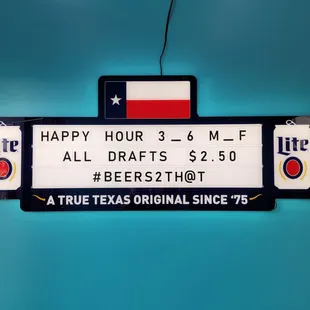 Lite
HAPPY HOUR 3_6 M_F
ALL DRAFTS $2.50
#BEERS2TH@T
Lite
A TRUE TEXAS ORIGINAL SINCE '75